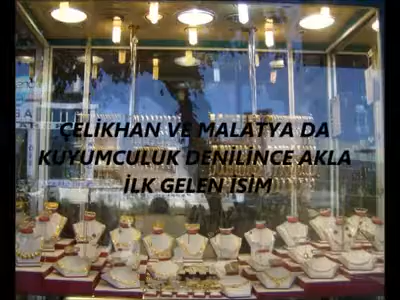 ÇELİKHAN VE MALATYA DA
KUYUMCULUK DENİLİNCE AKLA
İLK GELEN İSİM